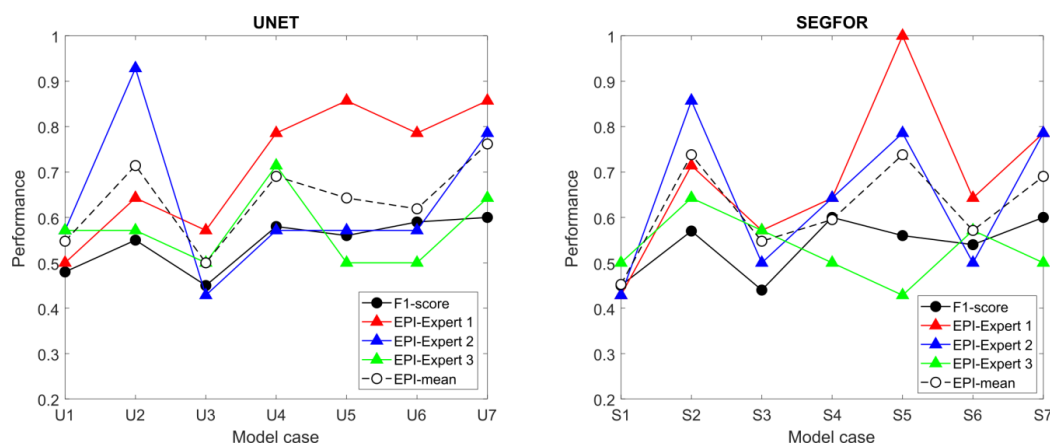 UNET
1
0.9
0.8
0.7
0.6
0.5
0.4
0.3
0.2
Performance
U1 U2 U3 U4 U5 U6 U7
Model case
F1-score
EPI-Expert 1
EPI-Expert 2
EPI-Expert 3
EPI-mean
SEGFOR
1
0.9
0.8
0.7
0.6
0.5
0.4
0.3
0.2
Performance
S1 S2 S3 S4 S5 S6 S7
Model case
F1-score
EPI-Expert 1
EPI-Expert 2
EPI-Expert 3
EPI-mean